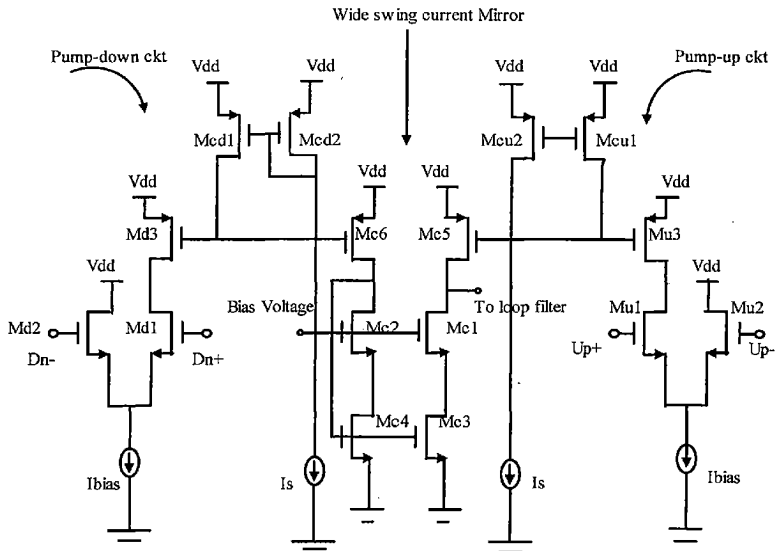 Wide swing current Mirror
Pump-down ckt
Pump-up ckt
Vdd
Vdd
Vdd
Vdd
Mcd1
Mcd2
Mcu2
Mcu1
Vdd
Vdd
Vdd
Vdd
Md3
Mc6
Mc5
Mu3
Vdd
Vdd
Md2
Md1
Bias Voltage
To loop filter
Mu1
Mu2
Dn-
Dn+
Mc2
Mc1
Up+
Up-
Mc4
Mc3
Ibias
Is
Is
Ibias